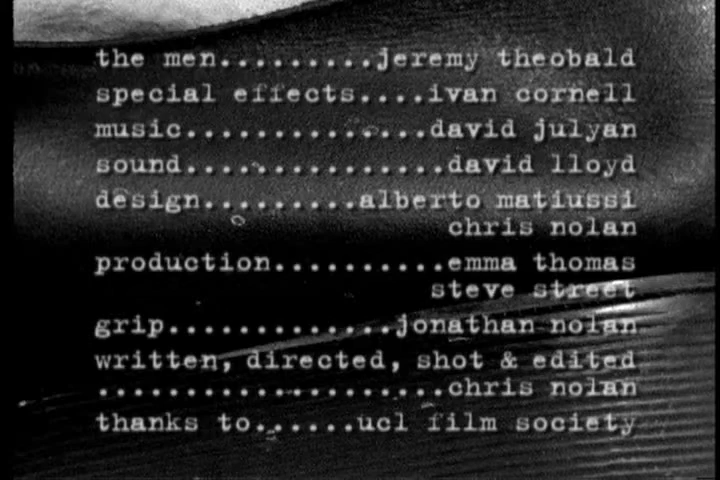 the men.........jeremy theobald
special effects....ivan cornell
music..............david julyan
sound...............david lloyd
design.........alberto matiussi
chris nolan
production..........emma thomas
steve street
grip.............jonathan nolan
written, directed, shot & edited
....................chris nolan
thanks to......ucl film society